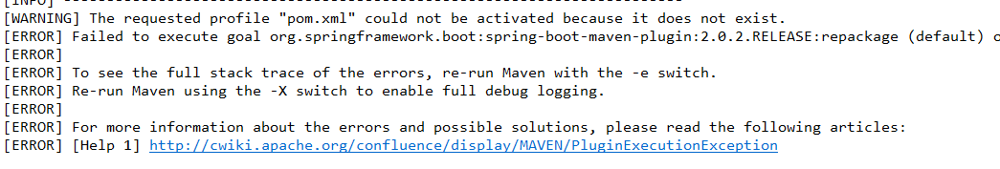 [INFO] ------------------------------------------------------------------------
[WARNING] The requested profile "pom.xml" could not be activated because it does not exist.
[ERROR] Failed to execute goal org.springframework.boot:spring-boot-maven-plugin:2.0.2.RELEASE:repackage (default) o
[ERROR]
[ERROR] To see the full stack trace of the errors, re-run Maven with the -e switch.
[ERROR] Re-run Maven using the -X switch to enable full debug logging.
[ERROR]
[ERROR] For more information about the errors and possible solutions, please read the following articles:
[ERROR] [Help 1] http://cwiki.apache.org/confluence/display/MAVEN/PluginExecutionException